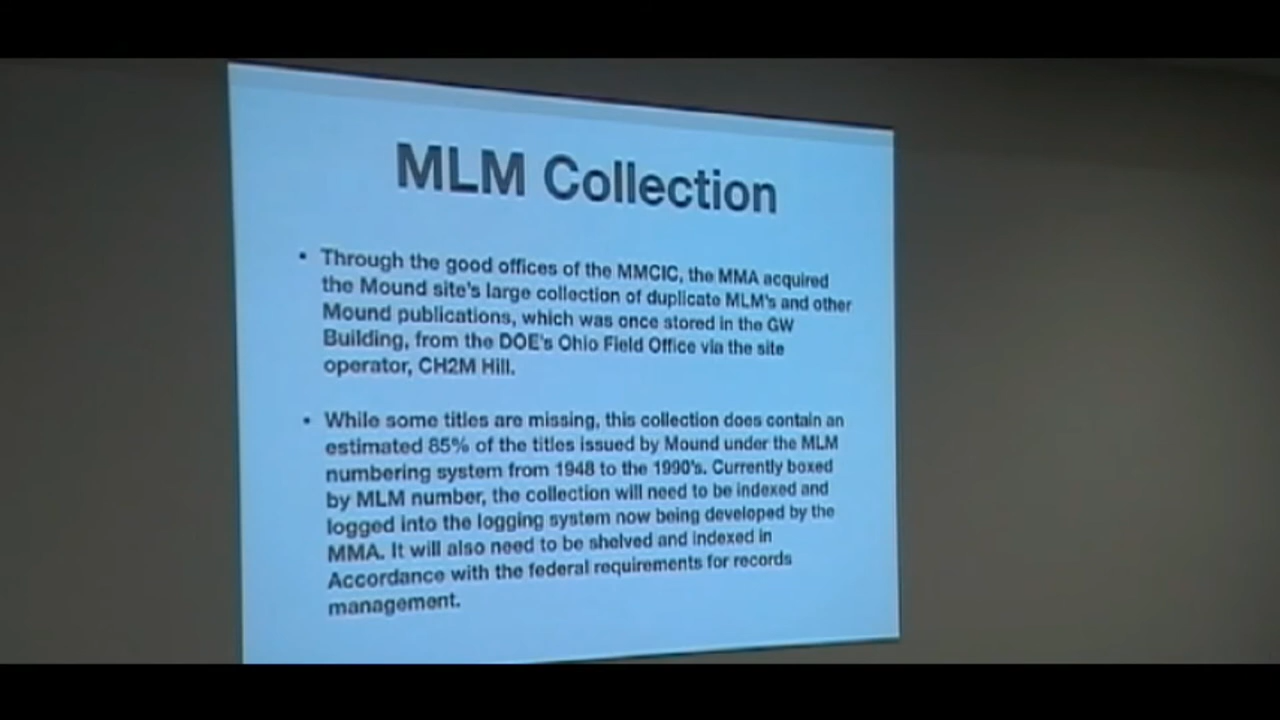 MLM Collection
• Through the good offices of the MMCIC, the MMA acquired
the Mound site's large collection of duplicate MLM's and other
Mound publications, which was once stored in the GW
Building, from the DOE's Ohio Field Office via the site
operator, CH2M Hill.
• While some titles are missing, this collection does contain an
estimated 85% of the titles issued by Mound under the MLM
numbering system from 1948 to the 1990's. Currently boxed
by MLM number, the collection will need to be indexed and
logged into the logging system now being developed by the
MMA. It will also need to be shelved and indexed in
Accordance with the federal requirements for records
management.